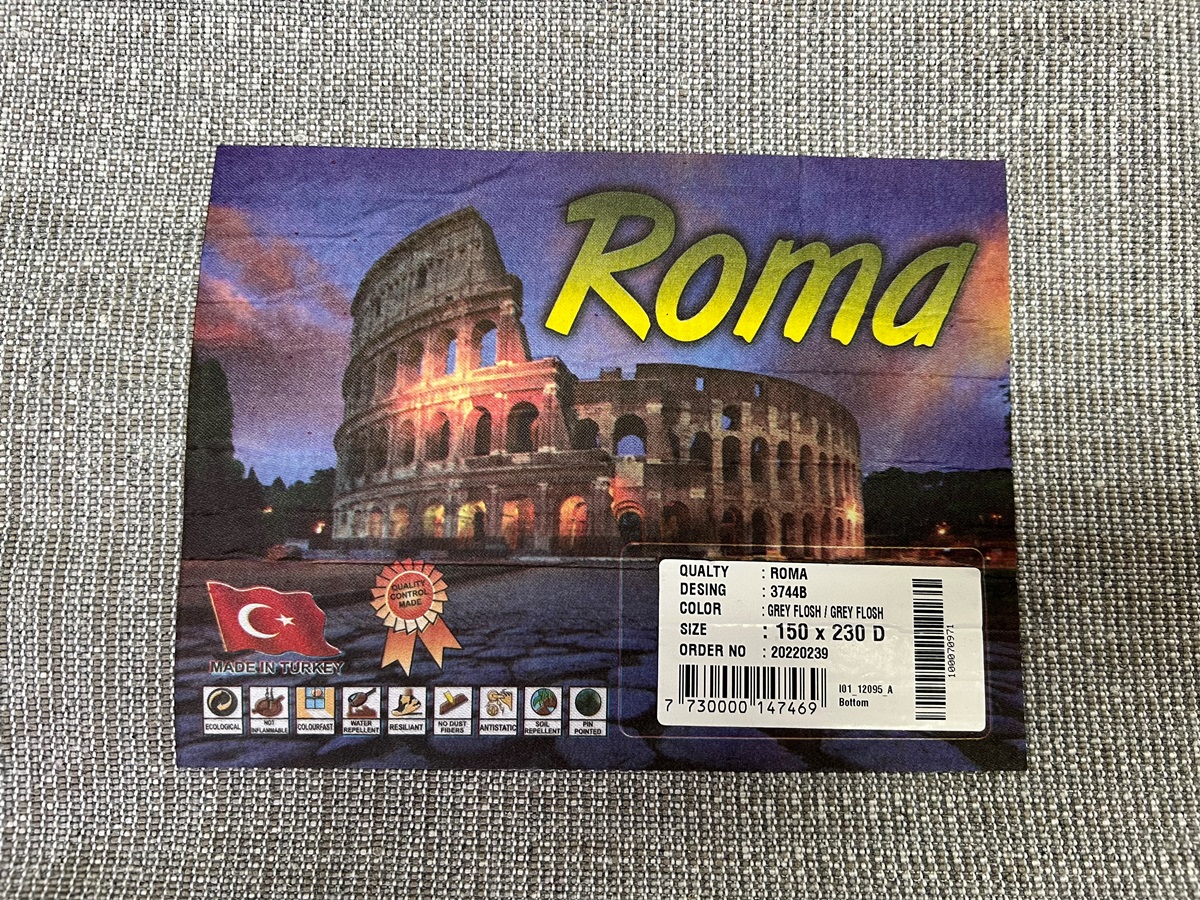 Roma
QUALITY
CONTROL
MADE
MADE IN TURKEY
ECOLOGICAL
NOT
INFLAMMABLE
COLOURFAST
WATER
REPELLENT
RESILIANT
NO DUST
FIBERS
ANTISTATIC
SOIL
REPELLENT
PIN
POINTED
QUALTY : ROMA
DESING : 3744B
COLOR : GREY FLOSH / GREY FLOSH
SIZE : 150 x 230 D
ORDER NO : 20220239
7 730000 147469
I01_12095_A
Bottom
100070971